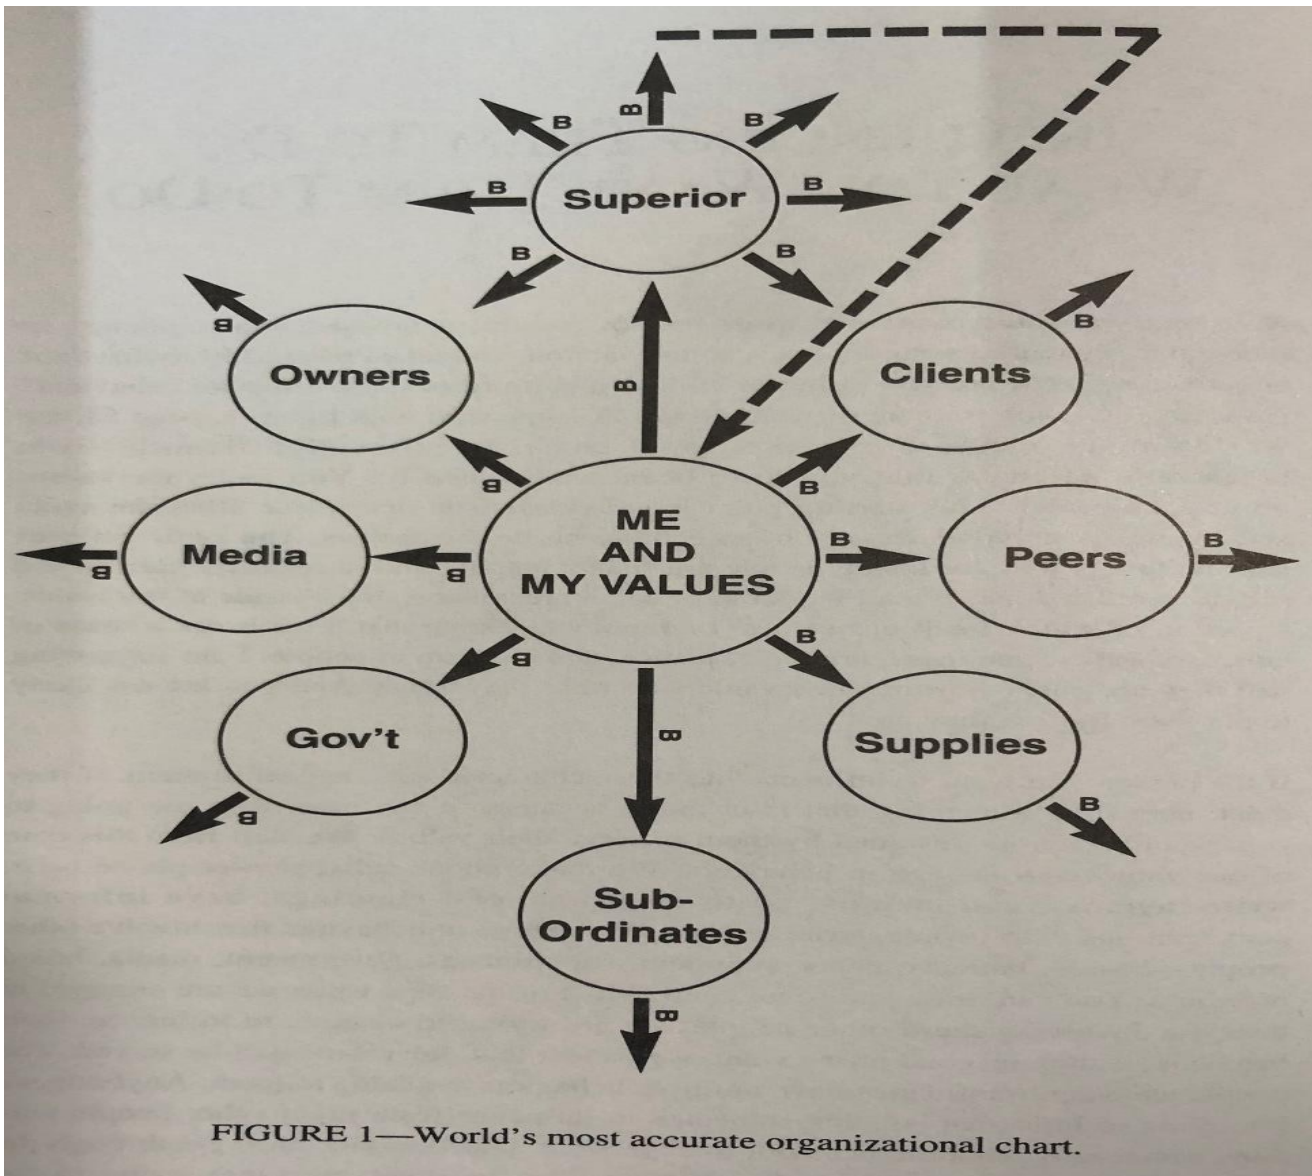 B
B
B
B
Superior
B
B
B
B
Owners
B
Clients
B
B
B
ME
AND
MY VALUES
Media
B
B
B
Peers
B
B
B
Gov't
B
Supplies
B
B
Sub-
Ordinates
B
FIGURE 1—World's most accurate organizational chart.